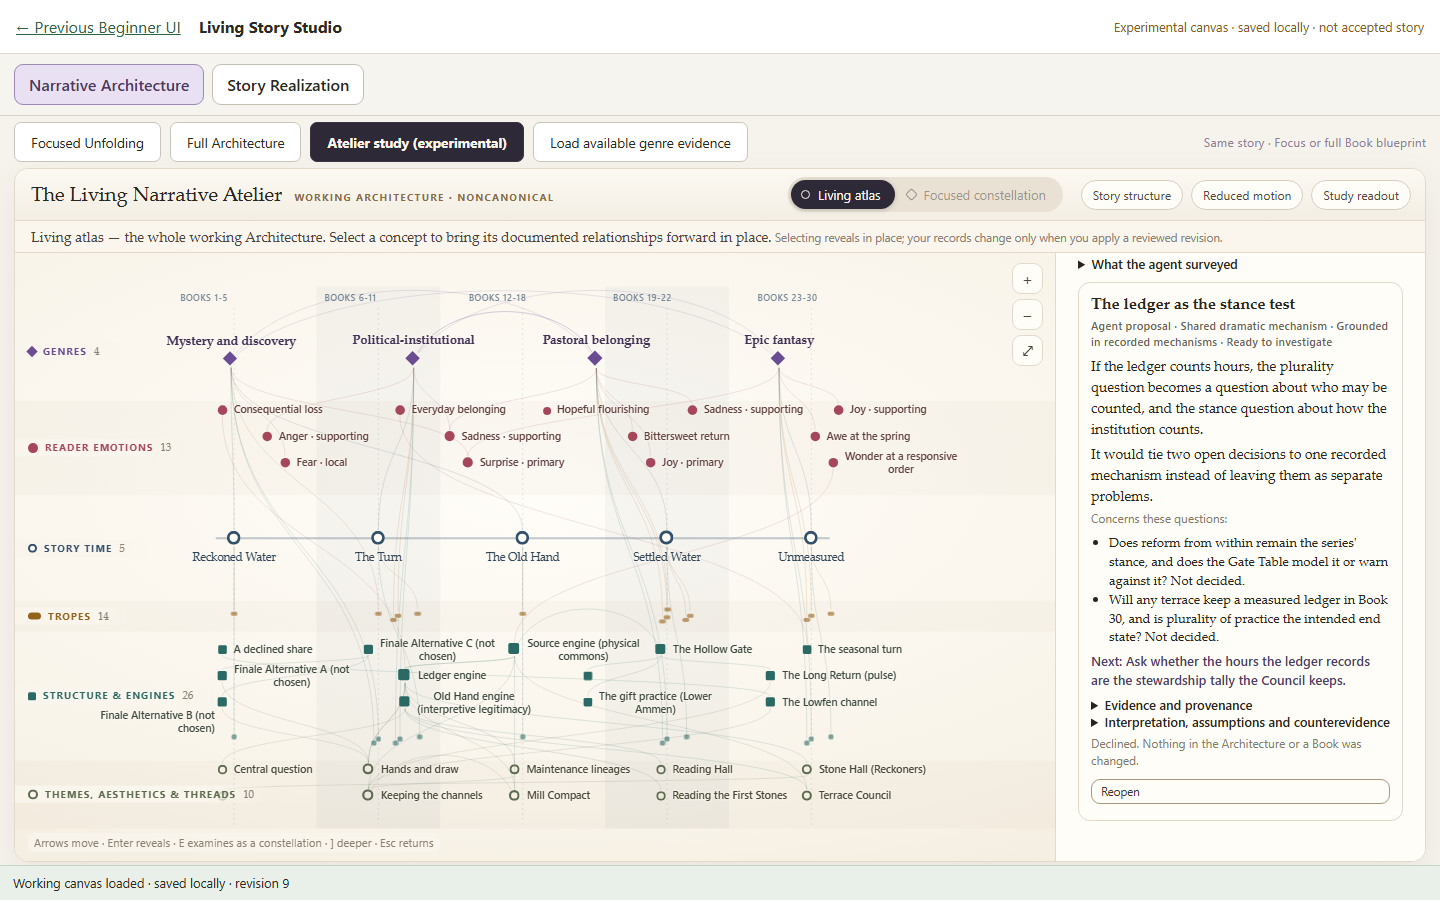 ← Previous Beginner UI
Living Story Studio
Experimental canvas · saved locally · not accepted story
Narrative Architecture
Story Realization
Focused Unfolding
Full Architecture
Atelier study (experimental)
Load available genre evidence
Same story · Focus or full Book blueprint
The Living Narrative Atelier
WORKING ARCHITECTURE · NONCANONICAL
Living atlas
Focused constellation
Story structure
Reduced motion
Study readout
Living atlas — the whole working Architecture. Select a concept to bring its documented relationships forward in place. Selecting reveals in place; your records change only when you apply a reviewed revision.
BOOKS 1-5
BOOKS 6-11
BOOKS 12-18
BOOKS 19-22
BOOKS 23-30
+
−
GENRES 4
Mystery and discovery
Political-institutional
Pastoral belonging
Epic fantasy
READER EMOTIONS 13
Consequential loss
Everyday belonging
Hopeful flourishing
Sadness · supporting
Joy · supporting
Anger · supporting
Sadness · supporting
Bittersweet return
Awe at the spring
Fear · local
Surprise · primary
Joy · primary
Wonder at a responsive
order
STORY TIME 5
Reckoned Water
The Turn
The Old Hand
Settled Water
Unmeasured
TROPES 14
STRUCTURE & ENGINES 26
A declined share
Finale Alternative C (not
chosen)
Source engine (physical
commons)
The Hollow Gate
The seasonal turn
Finale Alternative A (not
chosen)
Ledger engine
The Long Return (pulse)
Finale Alternative B (not
chosen)
Old Hand engine
(interpretive legitimacy)
The gift practice (Lower
Ammen)
The Lowfen channel
THEMES, AESTHETICS & THREADS 10
Central question
Hands and draw
Maintenance lineages
Reading Hall
Stone Hall (Reckoners)
Keeping the channels
Mill Compact
Reading the First Stones
Terrace Council
Arrows move · Enter reveals · E examines as a constellation · ] deeper · Esc returns
What the agent surveyed
The ledger as the stance test
Agent proposal · Shared dramatic mechanism · Grounded
in recorded mechanisms · Ready to investigate
If the ledger counts hours, the plurality
question becomes a question about who may be
counted, and the stance question about how the
institution counts.
It would tie two open decisions to one recorded
mechanism instead of leaving them as separate
problems.
Concerns these questions:
Does reform from within remain the series'
stance, and does the Gate Table model it or warn
against it? Not decided.
Will any terrace keep a measured ledger in Book
30, and is plurality of practice the intended end
state? Not decided.
Next: Ask whether the hours the ledger records
are the stewardship tally the Council keeps.
Evidence and provenance
Interpretation, assumptions and counterevidence
Declined. Nothing in the Architecture or a Book was
changed.
Reopen
Working canvas loaded · saved locally · revision 9